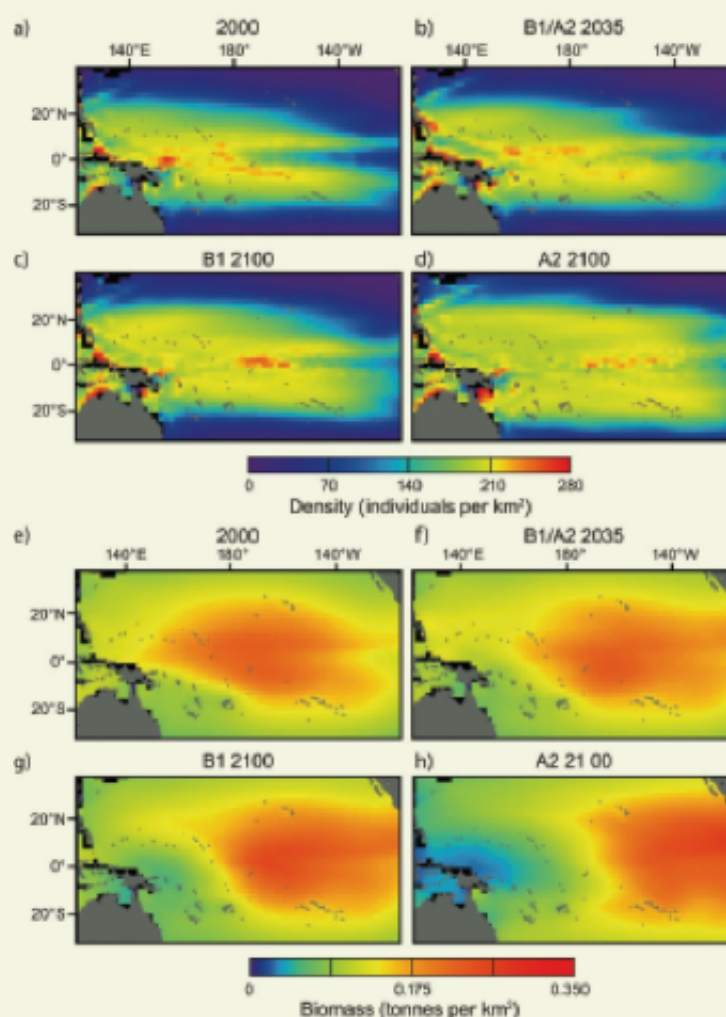 a) 2000 b) B1/A2 2035
140°E 180° 140°W 140°E 180° 140°W
20°N
0°
20°S
c) B1 2100 d) A2 2100
20°N
0°
20°S
0 70 140 210 280
Density (individuals per km²)
e) 2000 f) B1/A2 2035
140°E 180° 140°W 140°E 180° 140°W
20°N
0°
20°S
g) B1 2100 h) A2 21 00
20°N
0°
20°S
0 0.175 0.350
Biomass (tonnes per km²)